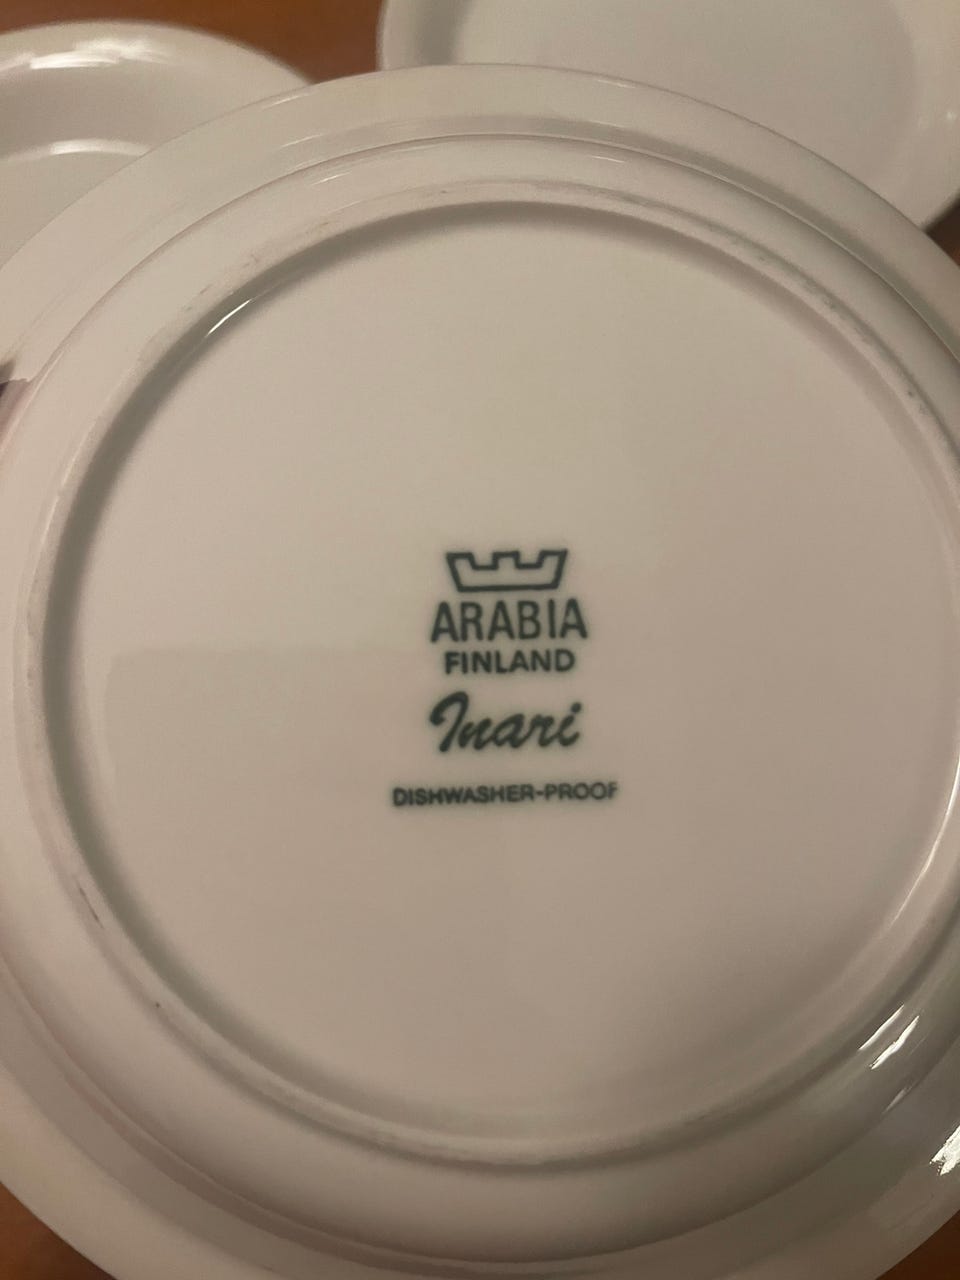 ARABIA
FINLAND
Inari
DISHWASHER-PROOF